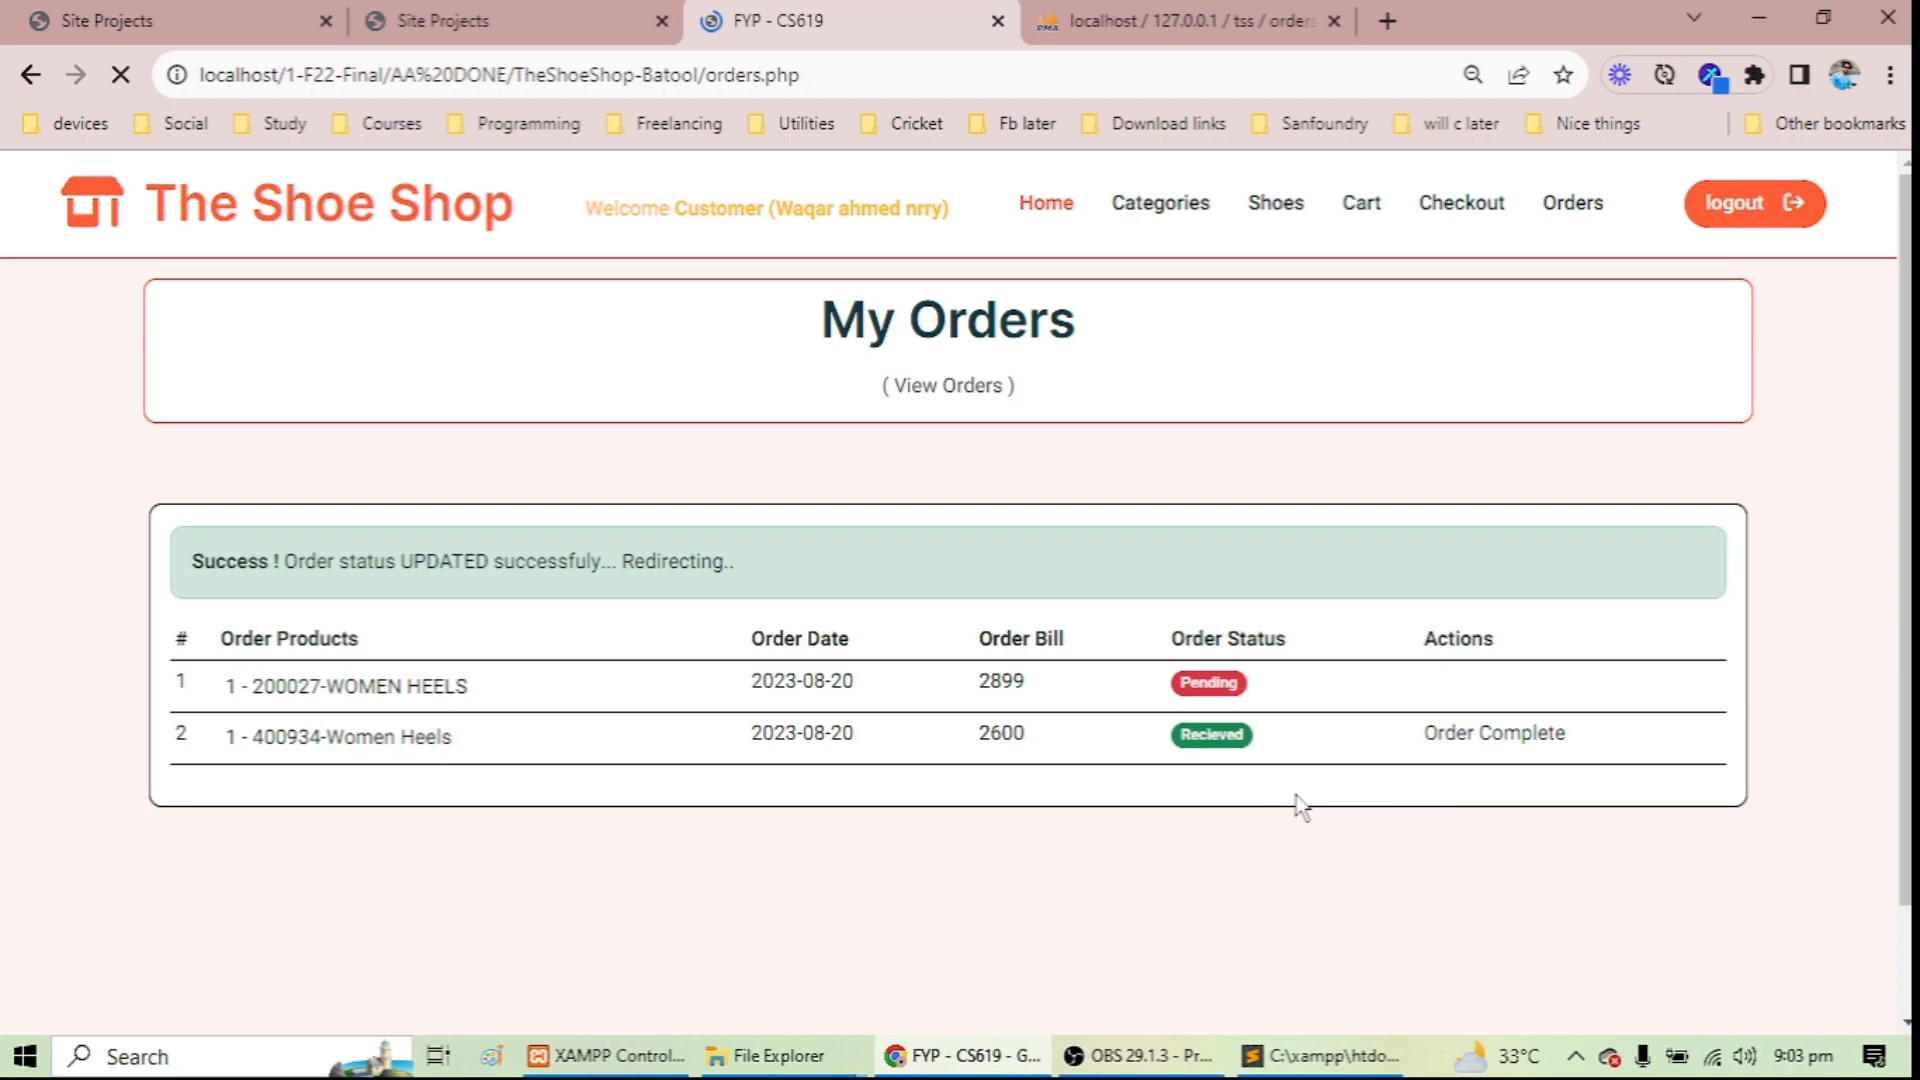 Site Projects
Site Projects
FYP - CS619
localhost / 127.0.0.1 / tss / orders
localhost/1-F22-Final/AA%20DONE/TheShoeShop-Batool/orders.php
devices Social Study Courses Programming Freelancing Utilities Cricket Fb later Download links Sanfoundry will c later Nice things Other bookmarks
The Shoe Shop
Welcome Customer (Waqar ahmed nrry)
Home Categories Shoes Cart Checkout Orders
logout
My Orders
( View Orders )
Success ! Order status UPDATED successfuly... Redirecting..
# Order Products Order Date Order Bill Order Status Actions
1 1 - 200027-WOMEN HEELS 2023-08-20 2899 Pending
2 1 - 400934-Women Heels 2023-08-20 2600 Recieved Order Complete
Search
XAMPP Control...
File Explorer
FYP - CS619 - G...
OBS 29.1.3 - Pr...
C:\xampp\htdo...
33°C
9:03 pm